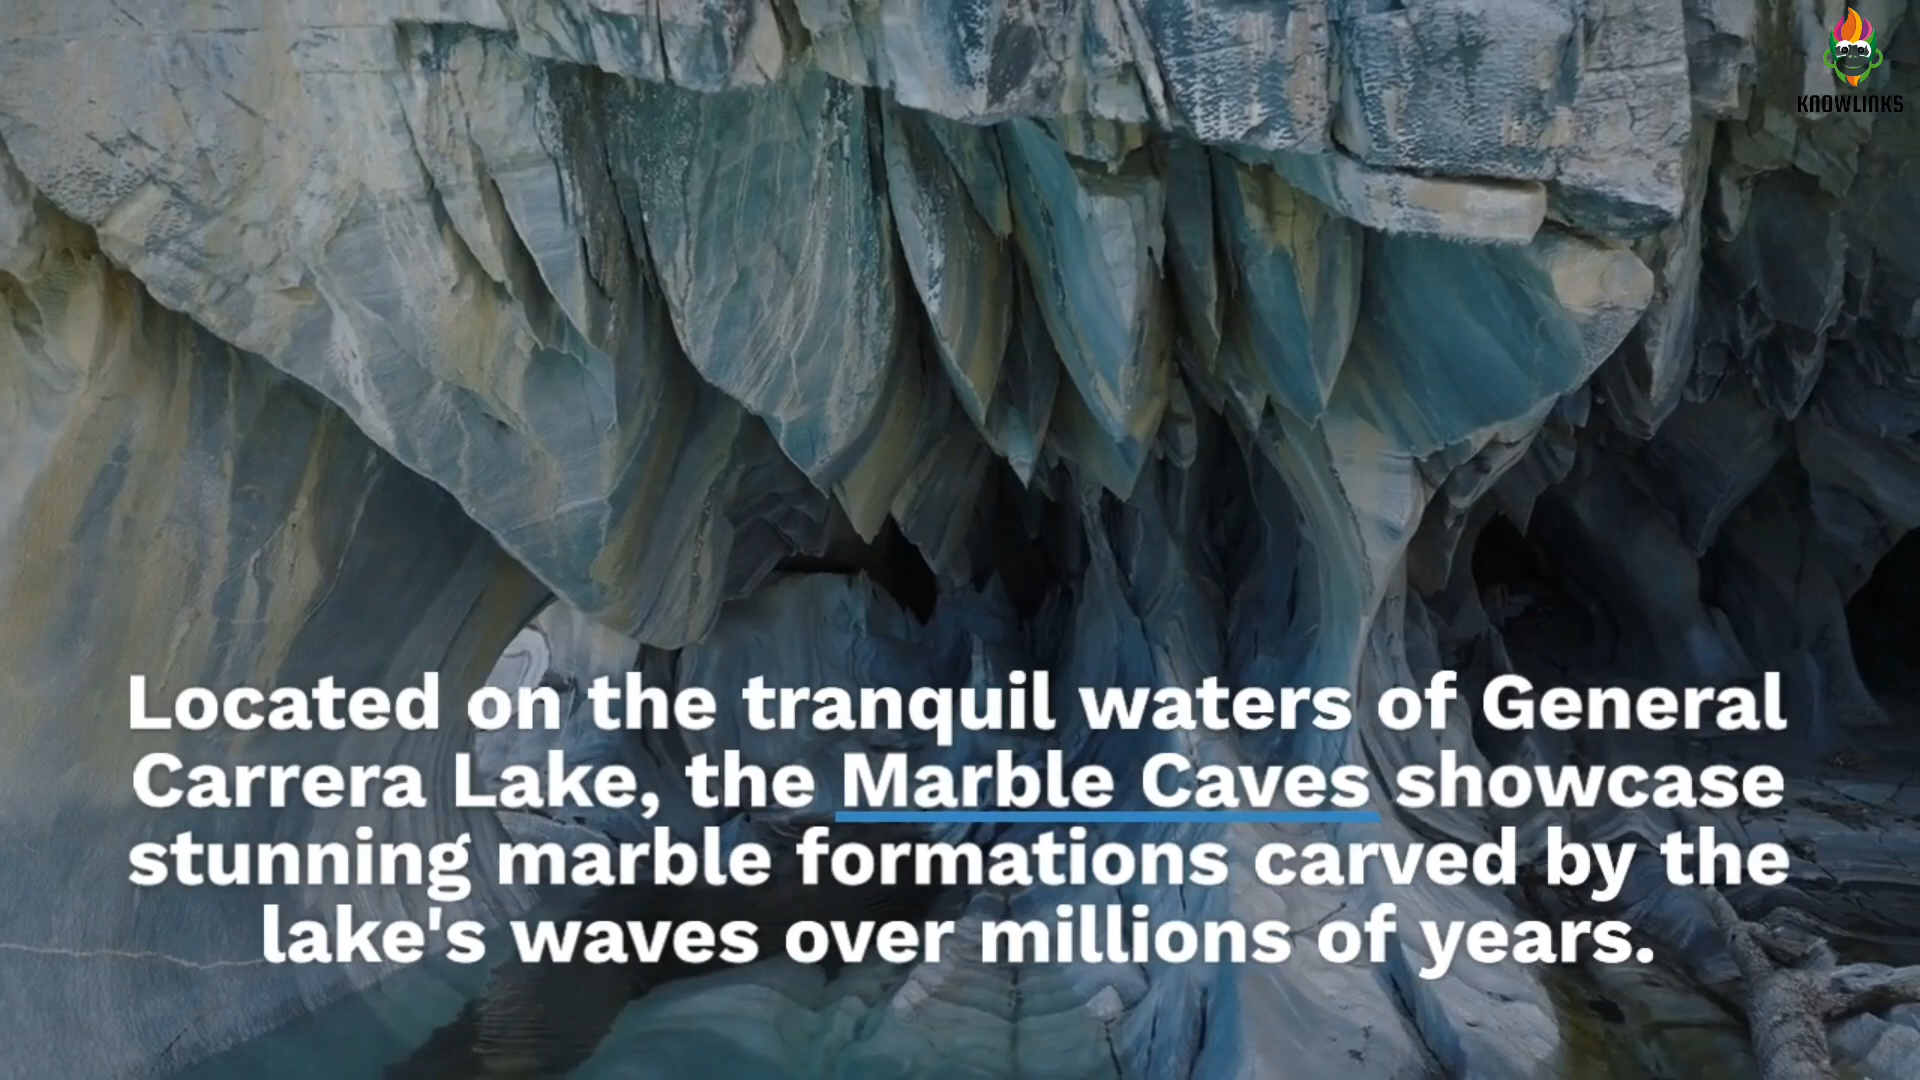 KNOWLINKS
Located on the tranquil waters of General
Carrera Lake, the Marble Caves showcase
stunning marble formations carved by the
lake's waves over millions of years.